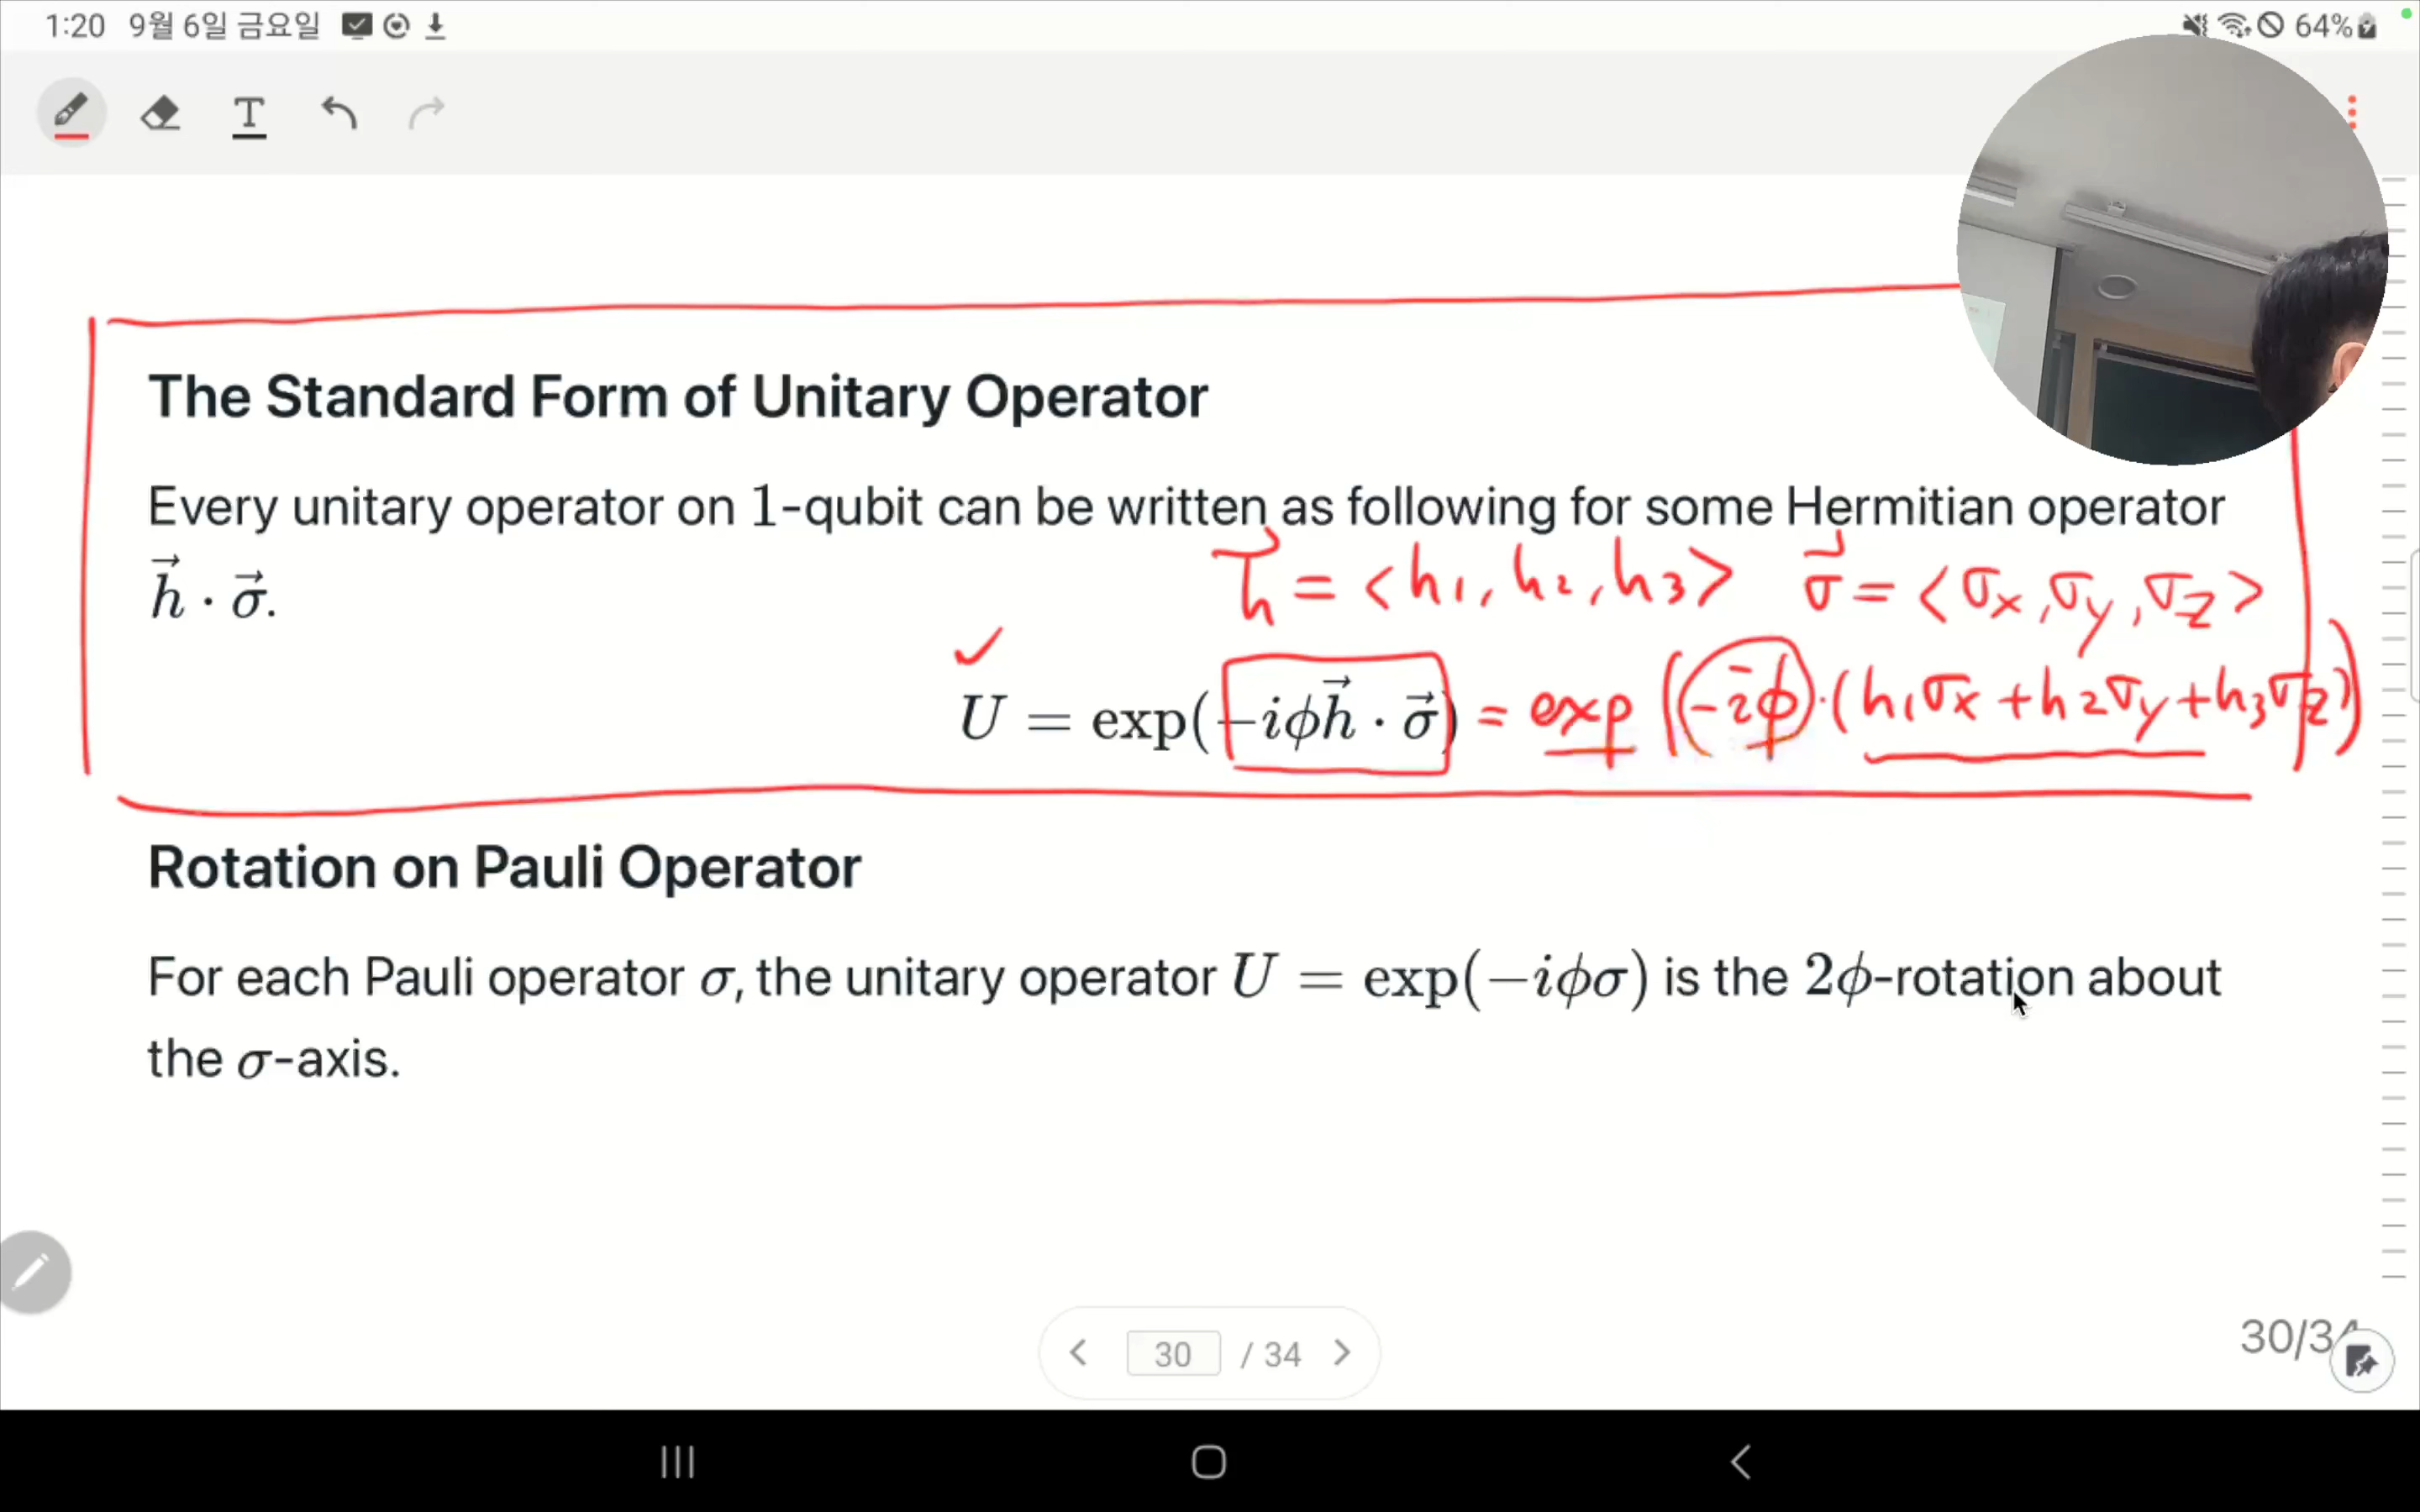 1:20 9월 6일 금요일 64%
T
The Standard Form of Unitary Operator
Every unitary operator on 1-qubit can be written as following for some Hermitian operator
h⃗ · σ⃗.
h⃗ = <h1, h2, h3> σ⃗ = <σx, σy, σz>
✓
U = exp(−iϕh⃗ · σ⃗) = exp((-iϕ)·(h1σx + h2σy + h3σz))
Rotation on Pauli Operator
For each Pauli operator σ, the unitary operator U = exp(−iϕσ) is the 2ϕ-rotation about
the σ-axis.
30/34
30 / 34